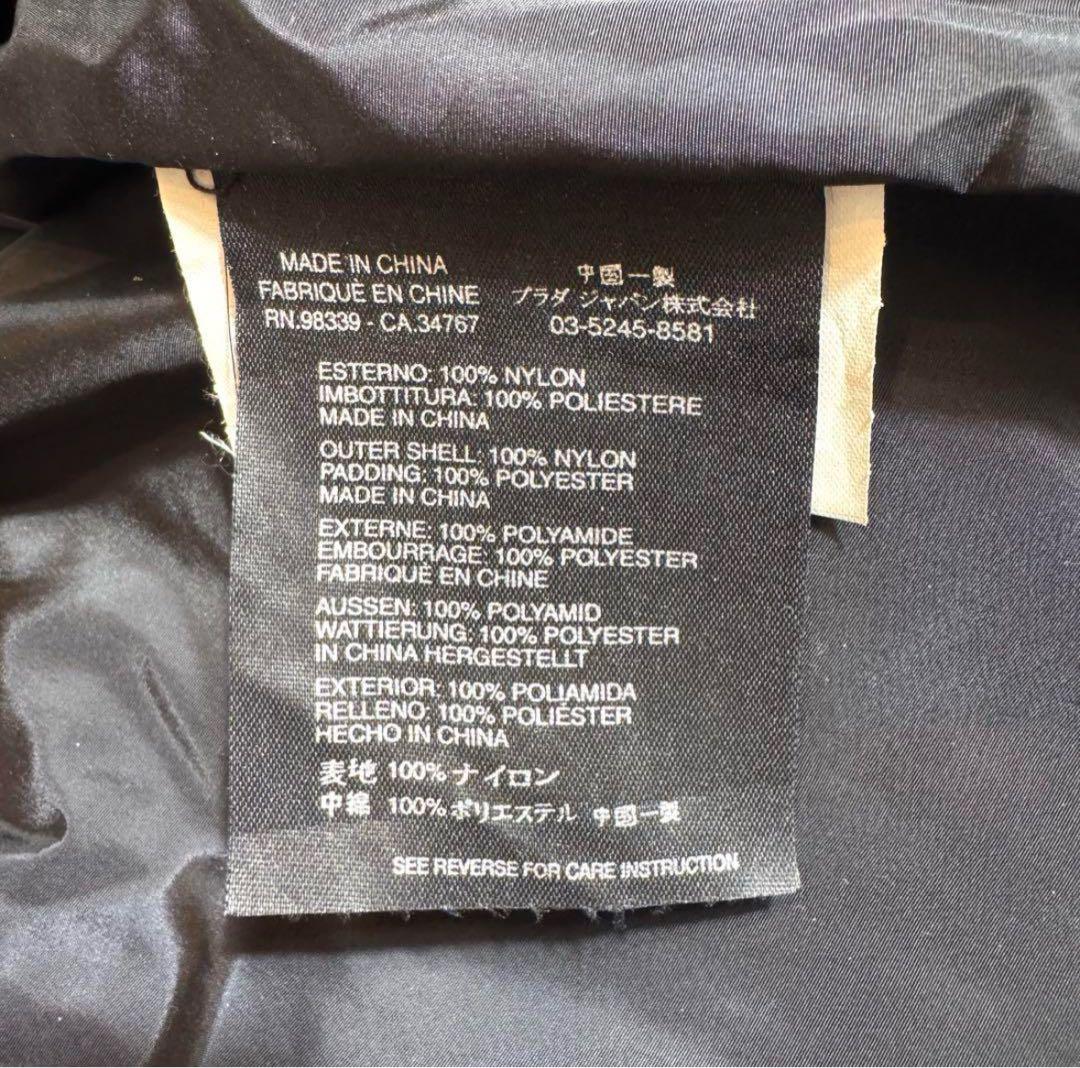 MADE IN CHINA
FABRIQUÈ EN CHINE
RN.98339 - CA.34767
中国一製
プラダ ジャパン株式会社
03-5245-8581
ESTERNO: 100% NYLON
IMBOTTITURA: 100% POLIESTERE
MADE IN CHINA
OUTER SHELL: 100% NYLON
PADDING: 100% POLYESTER
MADE IN CHINA
EXTERNE: 100% POLYAMIDE
EMBOURRAGE: 100% POLYESTER
FABRIQUÈ EN CHINE
AUSSEN: 100% POLYAMID
WATTIERUNG: 100% POLYESTER
IN CHINA HERGESTELLT
EXTERIOR: 100% POLIAMIDA
RELLENO: 100% POLIÉSTER
HECHO IN CHINA
表地 100% ナイロン
中綿 100% ポリエステル 中国一製
SEE REVERSE FOR CARE INSTRUCTION